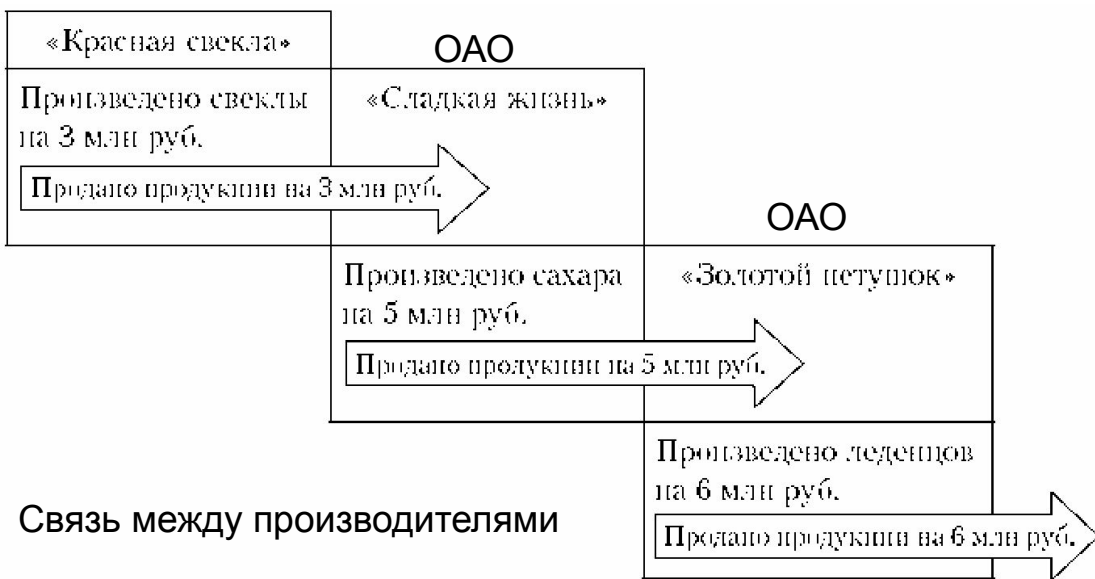 «Красная свекла»
ОАО
Произведено свеклы
на 3 млн руб.
«Сладкая жизнь»
Продано продукции на 3 млн руб.
ОАО
Произведено сахара
на 5 млн руб.
«Золотой петушок»
Продано продукции на 5 млн руб.
Произведено леденцов
на 6 млн руб.
Продано продукции на 6 млн руб.
Связь между производителями